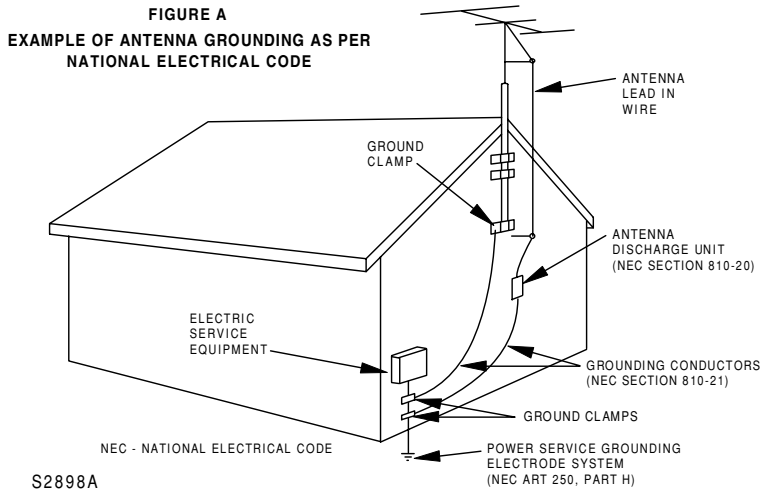 FIGURE A
EXAMPLE OF ANTENNA GROUNDING AS PER
NATIONAL ELECTRICAL CODE
ANTENNA
LEAD IN
WIRE
GROUND
CLAMP
ANTENNA
DISCHARGE UNIT
(NEC SECTION 810-20)
ELECTRIC
SERVICE
EQUIPMENT
GROUNDING CONDUCTORS
(NEC SECTION 810-21)
GROUND CLAMPS
NEC - NATIONAL ELECTRICAL CODE
POWER SERVICE GROUNDING
ELECTRODE SYSTEM
(NEC ART 250, PART H)
S2898A